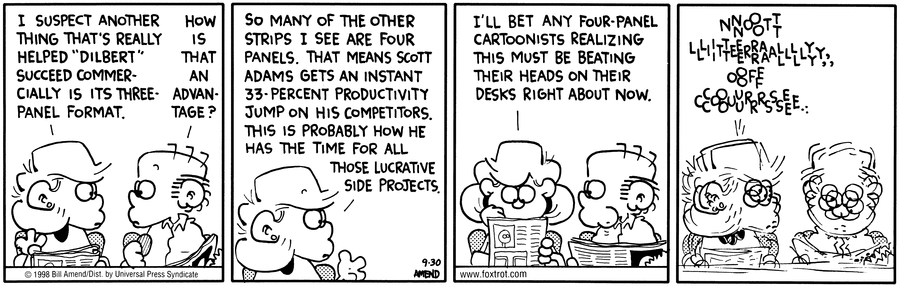 I SUSPECT ANOTHER
THING THAT'S REALLY
HELPED "DILBERT"
SUCCEED COMMER-
CIALLY IS ITS THREE-
PANEL FORMAT.
HOW
IS
THAT
AN
ADVAN-
TAGE?
© 1998 Bill Amend/Dist. by Universal Press Syndicate
SO MANY OF THE OTHER
STRIPS I SEE ARE FOUR
PANELS. THAT MEANS SCOTT
ADAMS GETS AN INSTANT
33-PERCENT PRODUCTIVITY
JUMP ON HIS COMPETITORS.
THIS IS PROBABLY HOW HE
HAS THE TIME FOR ALL
THOSE LUCRATIVE
SIDE PROJECTS.
9-30
AMEND
I'LL BET ANY FOUR-PANEL
CARTOONISTS REALIZING
THIS MUST BE BEATING
THEIR HEADS ON THEIR
DESKS RIGHT ABOUT NOW.
www.foxtrot.com
NNOOTT
LLIITTEERRAALLLLYY,,
OOFF
CCOOUURRSSEE..